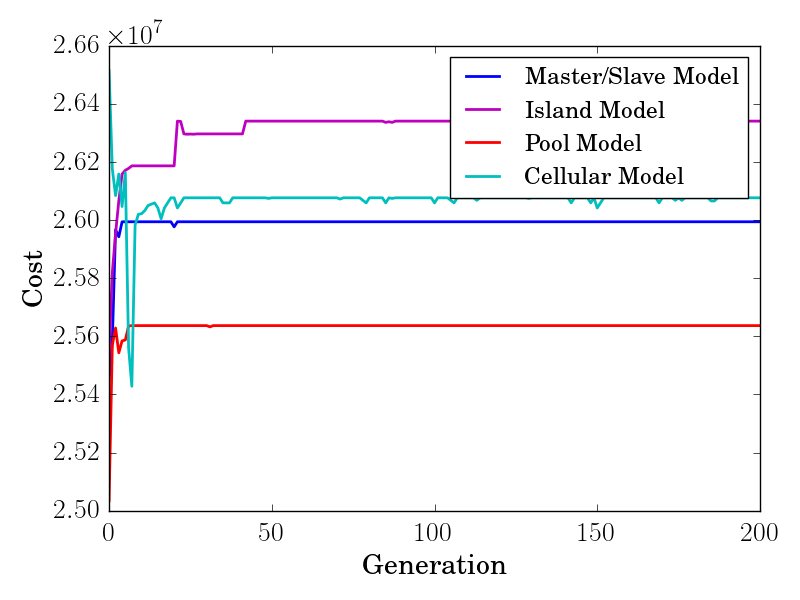 ×10⁷
2.66
2.64
2.62
2.60
2.58
2.56
2.54
2.52
2.50
Cost
Master/Slave Model
Island Model
Pool Model
Cellular Model
0 50 100 150 200
Generation